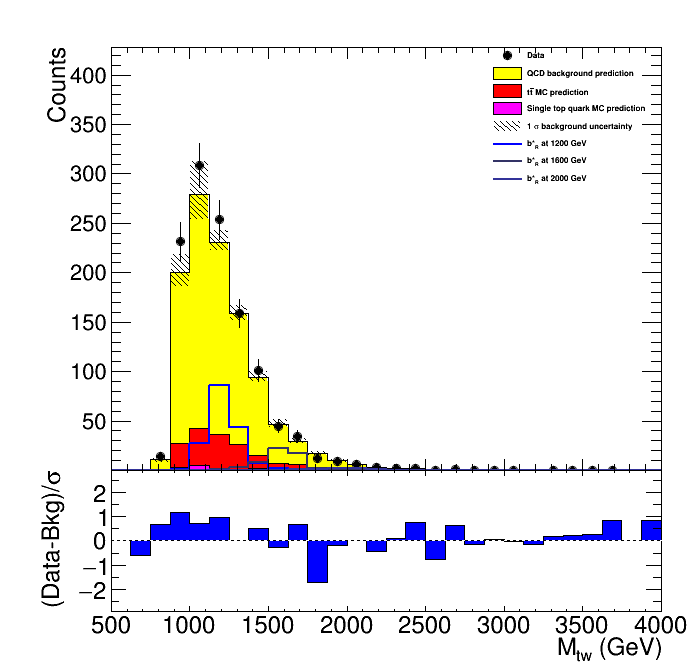 Counts
400
350
300
250
200
150
100
50
Data
QCD background prediction
tt̄ MC prediction
Single top quark MC prediction
1 σ background uncertainty
b*R at 1200 GeV
b*R at 1600 GeV
b*R at 2000 GeV
(Data-Bkg)/σ
2
1
0
−1
−2
500 1000 1500 2000 2500 3000 3500 4000
Mtw (GeV)